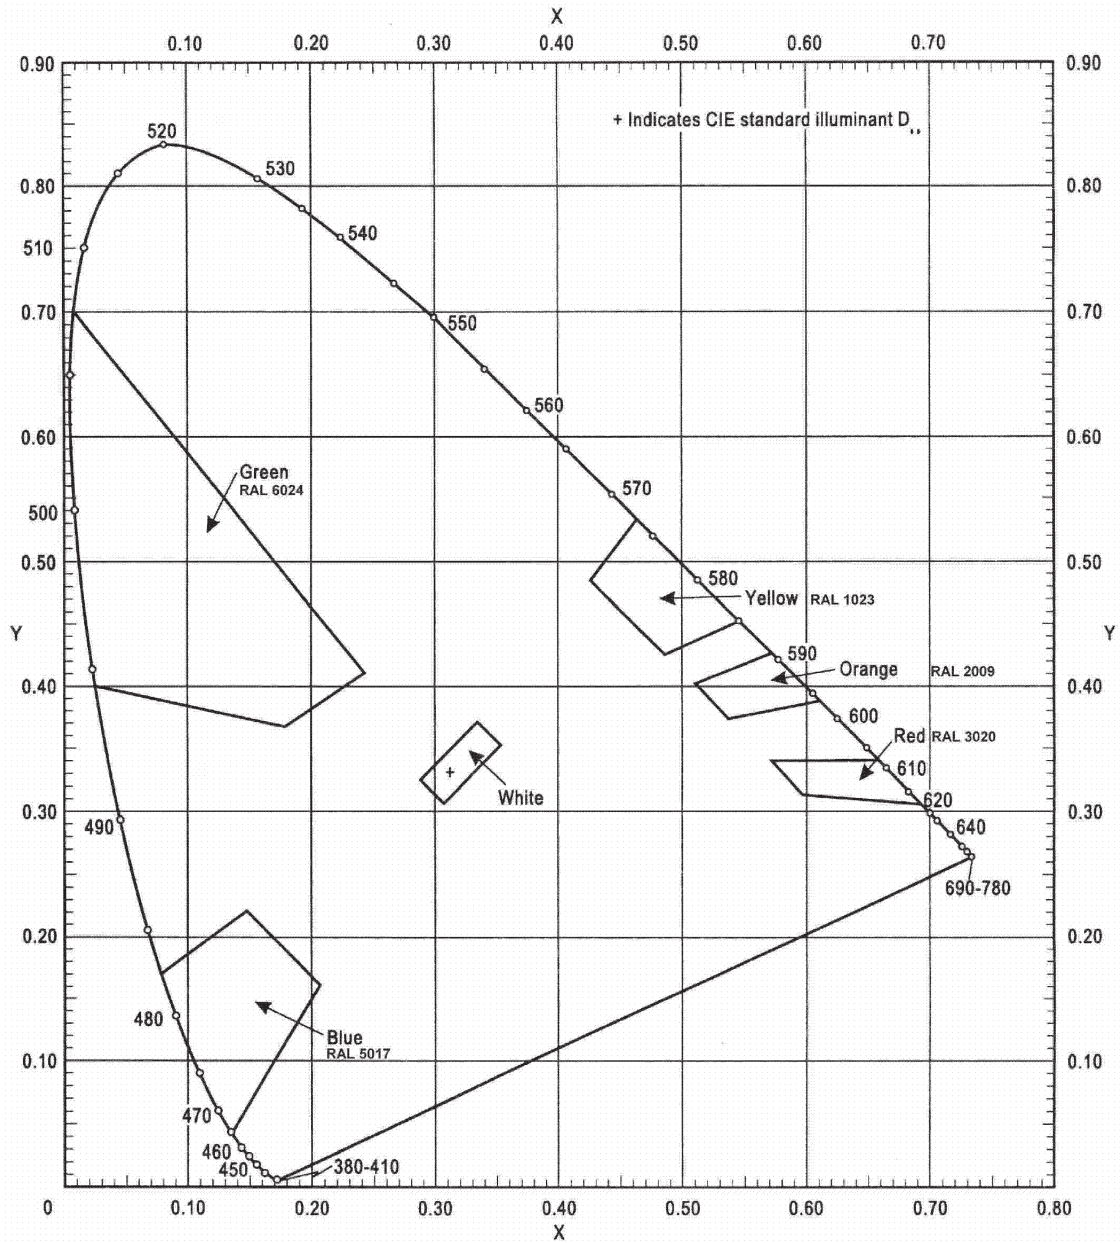 X
0.10 0.20 0.30 0.40 0.50 0.60 0.70
0.90 0.90
+ Indicates CIE standard illuminant D
520
530
0.80 0.80
540
510
0.70 0.70
550
560
0.60 0.60
Green
RAL 6024
570
500
0.50 0.50
580
Yellow RAL 1023
Y Y
590
Orange RAL 2009
0.40 0.40
600
Red RAL 3020
610
White
620
0.30 0.30
490
640
690-780
0.20 0.20
480
Blue
RAL 5017
0.10 0.10
470
460
450
380-410
0 0.10 0.20 0.30 0.40 0.50 0.60 0.70 0.80
X